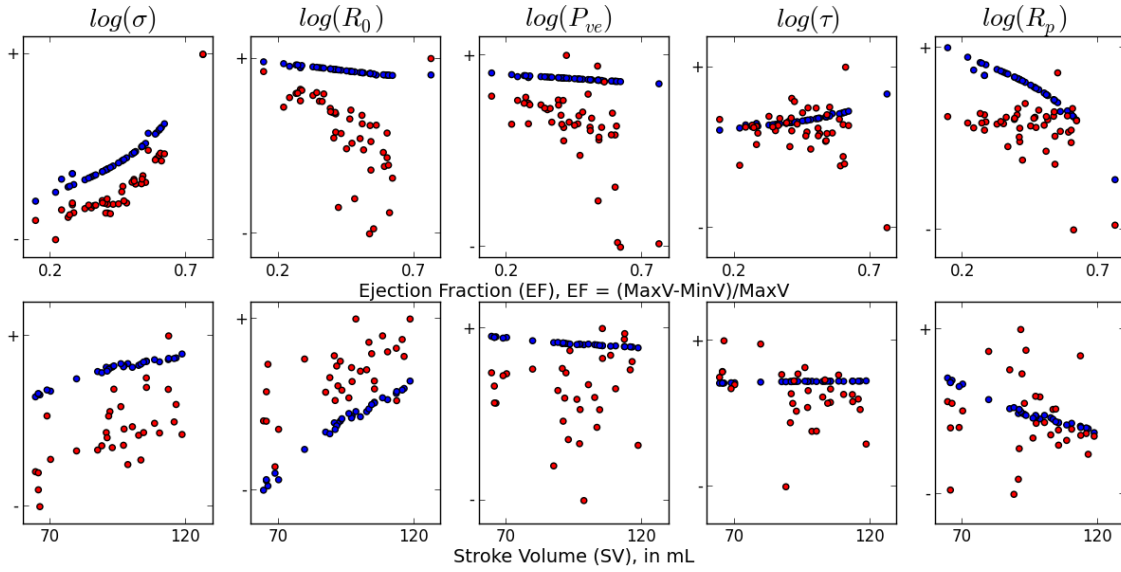 log(σ) log(R₀) log(Pᵥₑ) log(τ) log(Rₚ)
+ + + + +
- - - - -
0.2 0.7 0.2 0.7 0.2 0.7 0.2 0.7 0.2 0.7
Ejection Fraction (EF), EF = (MaxV-MinV)/MaxV
+ + + + +
- - - - -
70 120 70 120 70 120 70 120 70 120
Stroke Volume (SV), in mL